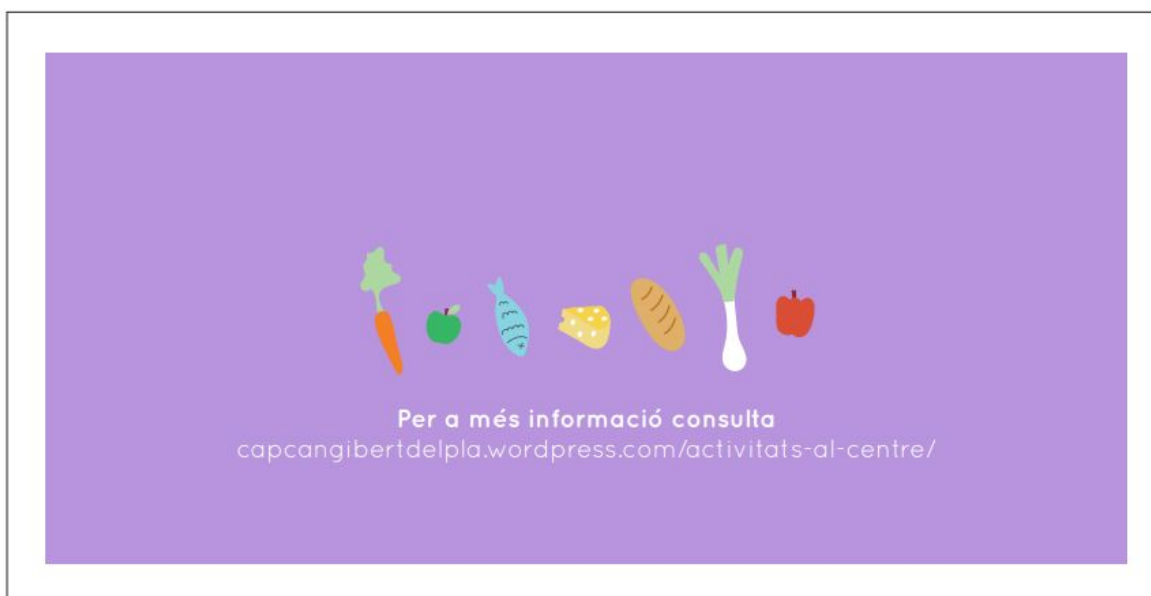 Per a més informació consulta
capcangibertdelpla.wordpress.com/activitats-al-centre/